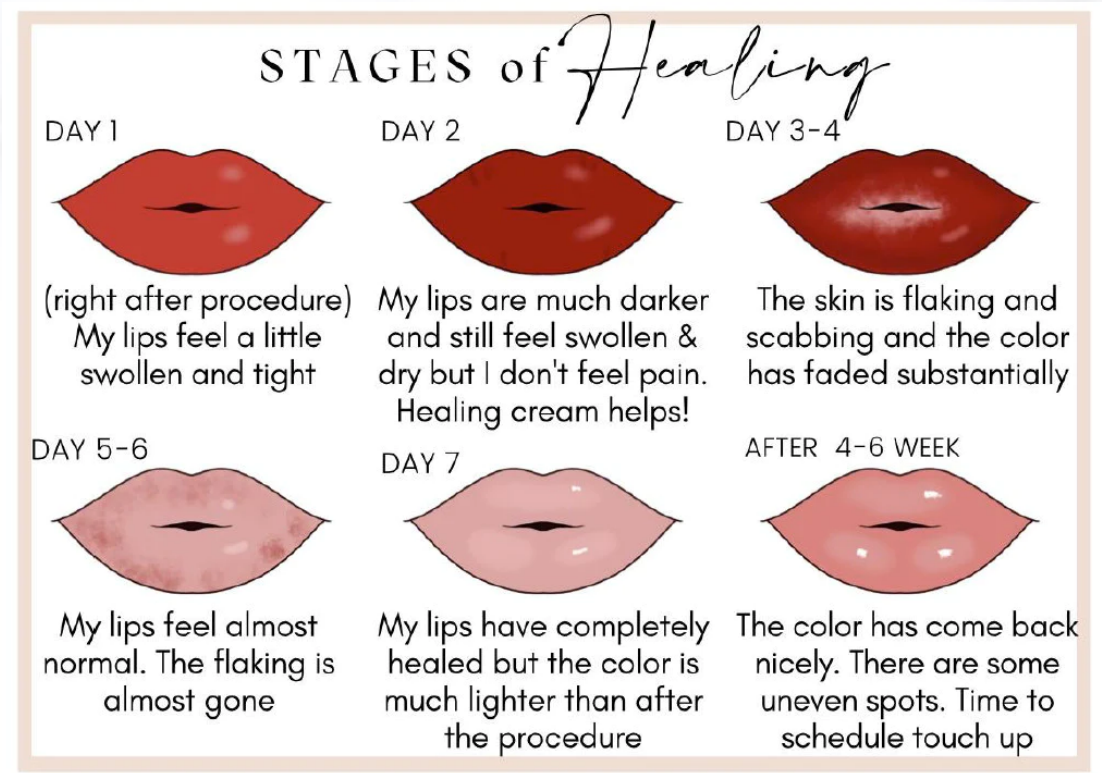 STAGES of Healing
DAY 1
(right after procedure)
My lips feel a little
swollen and tight
DAY 2
My lips are much darker
and still feel swollen &
dry but I don't feel pain.
Healing cream helps!
DAY 3-4
The skin is flaking and
scabbing and the color
has faded substantially
DAY 5-6
My lips feel almost
normal. The flaking is
almost gone
DAY 7
My lips have completely
healed but the color is
much lighter than after
the procedure
AFTER 4-6 WEEK
The color has come back
nicely. There are some
uneven spots. Time to
schedule touch up